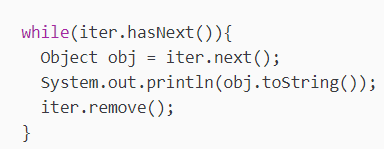 while(iter.hasNext()){
  Object obj = iter.next();
  System.out.println(obj.toString());
  iter.remove();
}